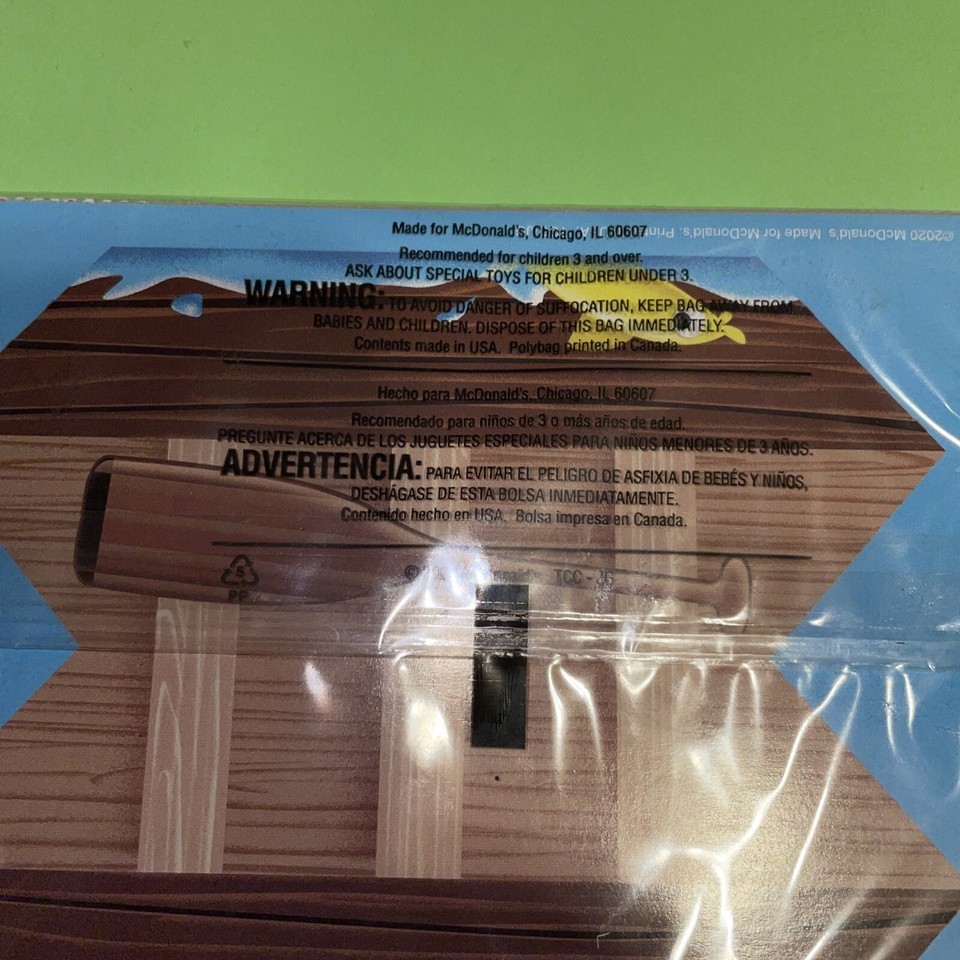 Made for McDonald's, Chicago, IL 60607
©2020 McDonald's Made for McDonald's.
Recommended for children 3 and over.
ASK ABOUT SPECIAL TOYS FOR CHILDREN UNDER 3.
WARNING: TO AVOID DANGER OF SUFFOCATION, KEEP BAG AWAY FROM
BABIES AND CHILDREN. DISPOSE OF THIS BAG IMMEDIATELY.
Contents made in USA. Polybag printed in Canada.
Hecho para McDonald's, Chicago, IL 60607
Recomendado para niños de 3 o más años de edad.
PREGUNTE ACERCA DE LOS JUGUETES ESPECIALES PARA NIÑOS MENORES DE 3 AÑOS.
ADVERTENCIA: PARA EVITAR EL PELIGRO DE ASFIXIA DE BEBÉS Y NIÑOS,
DESHÁGASE DE ESTA BOLSA INMEDIATAMENTE.
Contenido hecho en USA. Bolsa impresa en Canada.
5
PP
© TCC - JG